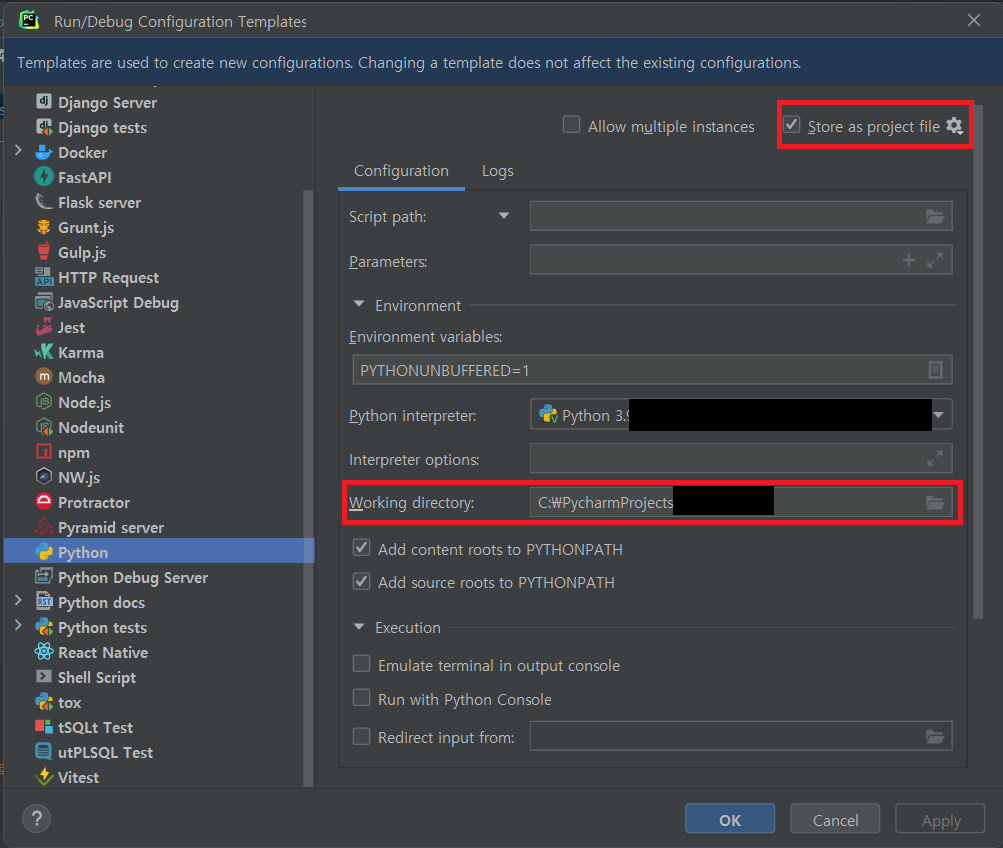 Run/Debug Configuration Templates
Templates are used to create new configurations. Changing a template does not affect the existing configurations.
Django Server
Django tests
Docker
FastAPI
Flask server
Grunt.js
Gulp.js
HTTP Request
JavaScript Debug
Jest
Karma
Mocha
Node.js
Nodeunit
npm
NW.js
Protractor
Pyramid server
Python
Python Debug Server
Python docs
Python tests
React Native
Shell Script
tox
tSQLt Test
utPLSQL Test
Vitest
Allow multiple instances
Store as project file
Configuration Logs
Script path:
Parameters:
Environment
Environment variables:
PYTHONUNBUFFERED=1
Python interpreter: Python 3.9
Interpreter options:
Working directory: C:₩PycharmProjects
Add content roots to PYTHONPATH
Add source roots to PYTHONPATH
Execution
Emulate terminal in output console
Run with Python Console
Redirect input from:
?
OK Cancel Apply